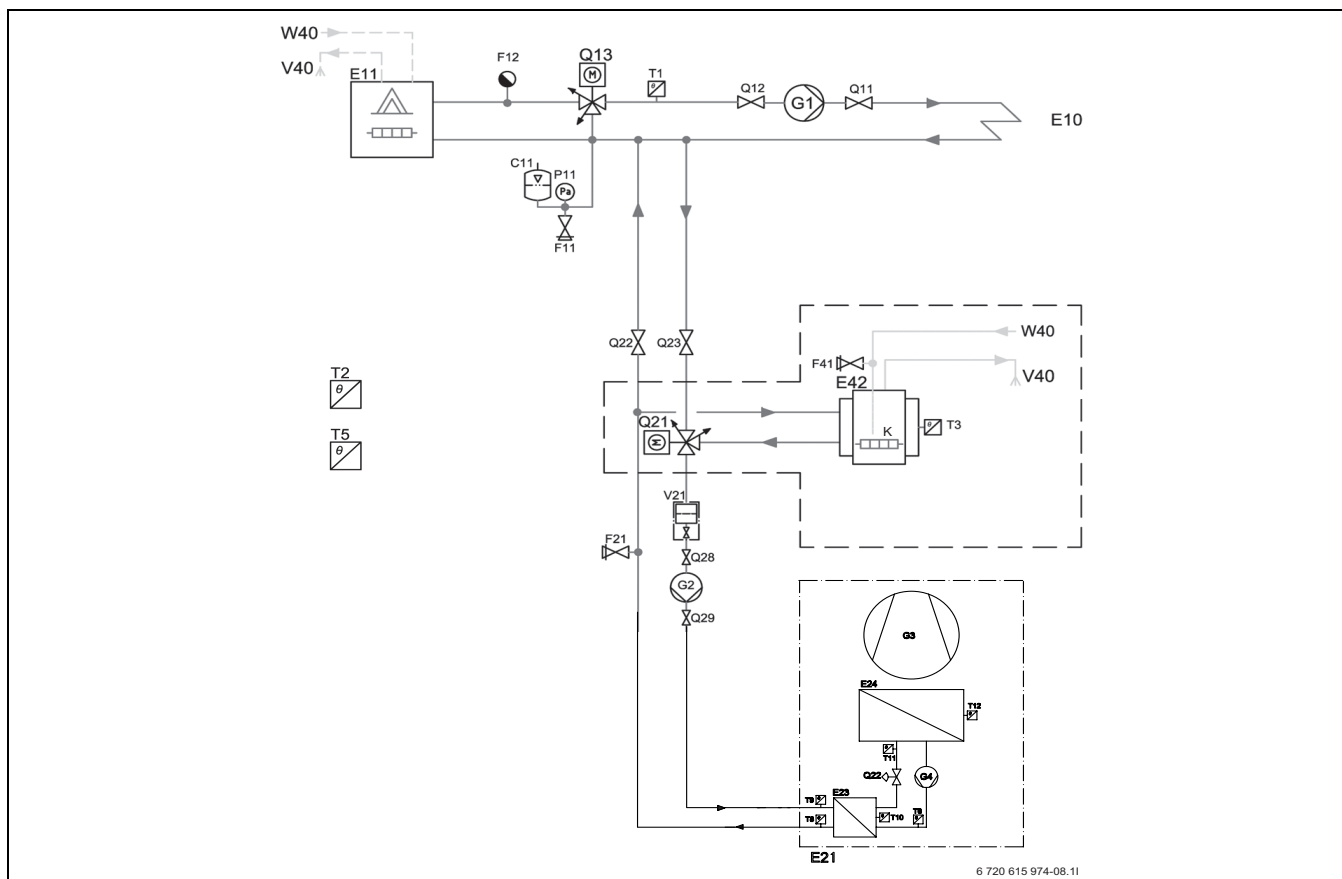 W40
V40
E11
F12
Q13
M
T1
Q12
G1
Q11
E10
C11
P11
Pa
F11
Q22
Q23
W40
F41
V40
E42
T2
θ
Q21
M
K
θ
T3
T5
θ
V21
F21
Q28
G2
Q29
G3
E24
T12
T11
Q22
G4
E23
T9
T8
T10
T6
E21
6 720 615 974-08.1I